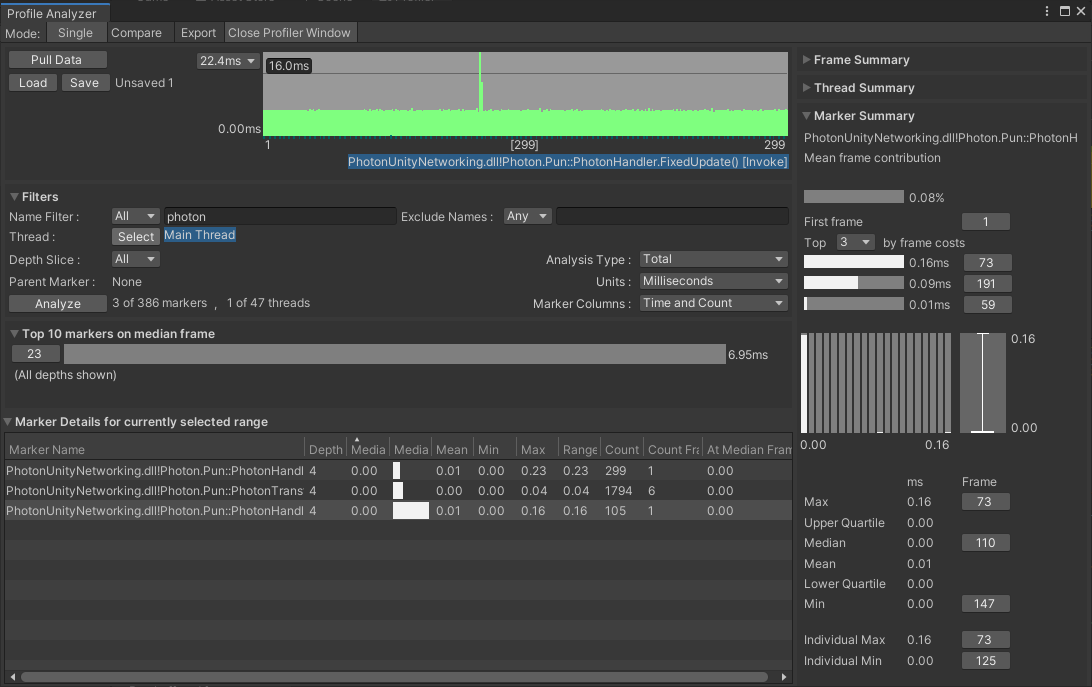 Profile Analyzer
Mode: Single Compare Export Close Profiler Window
Pull Data
Load Save Unsaved 1
22.4ms
16.0ms
0.00ms
1 [299] 299
PhotonUnityNetworking.dll!Photon.Pun::PhotonHandler.FixedUpdate() [Invoke]
Filters
Name Filter : All photon Exclude Names : Any
Thread : Select Main Thread
Depth Slice : All Analysis Type : Total
Parent Marker : None Units : Milliseconds
Analyze 3 of 386 markers , 1 of 47 threads Marker Columns : Time and Count
Top 10 markers on median frame
23 6.95ms
(All depths shown)
Marker Details for currently selected range
Marker Name Depth Media Media Mean Min Max Range Count Count Fra At Median Fram
PhotonUnityNetworking.dll!Photon.Pun::PhotonHandl 4 0.00 0.01 0.00 0.23 0.23 299 1 0.00
PhotonUnityNetworking.dll!Photon.Pun::PhotonTrans 4 0.00 0.00 0.00 0.04 0.04 1794 6 0.00
PhotonUnityNetworking.dll!Photon.Pun::PhotonHandl 4 0.00 0.01 0.00 0.16 0.16 105 1 0.00
Frame Summary
Thread Summary
Marker Summary
PhotonUnityNetworking.dll!Photon.Pun::PhotonH
Mean frame contribution
0.08%
First frame 1
Top 3 by frame costs
0.16ms 73
0.09ms 191
0.01ms 59
0.16
0.00
0.00 0.16
ms Frame
Max 0.16 73
Upper Quartile 0.00
Median 0.00 110
Mean 0.01
Lower Quartile 0.00
Min 0.00 147
Individual Max 0.16 73
Individual Min 0.00 125